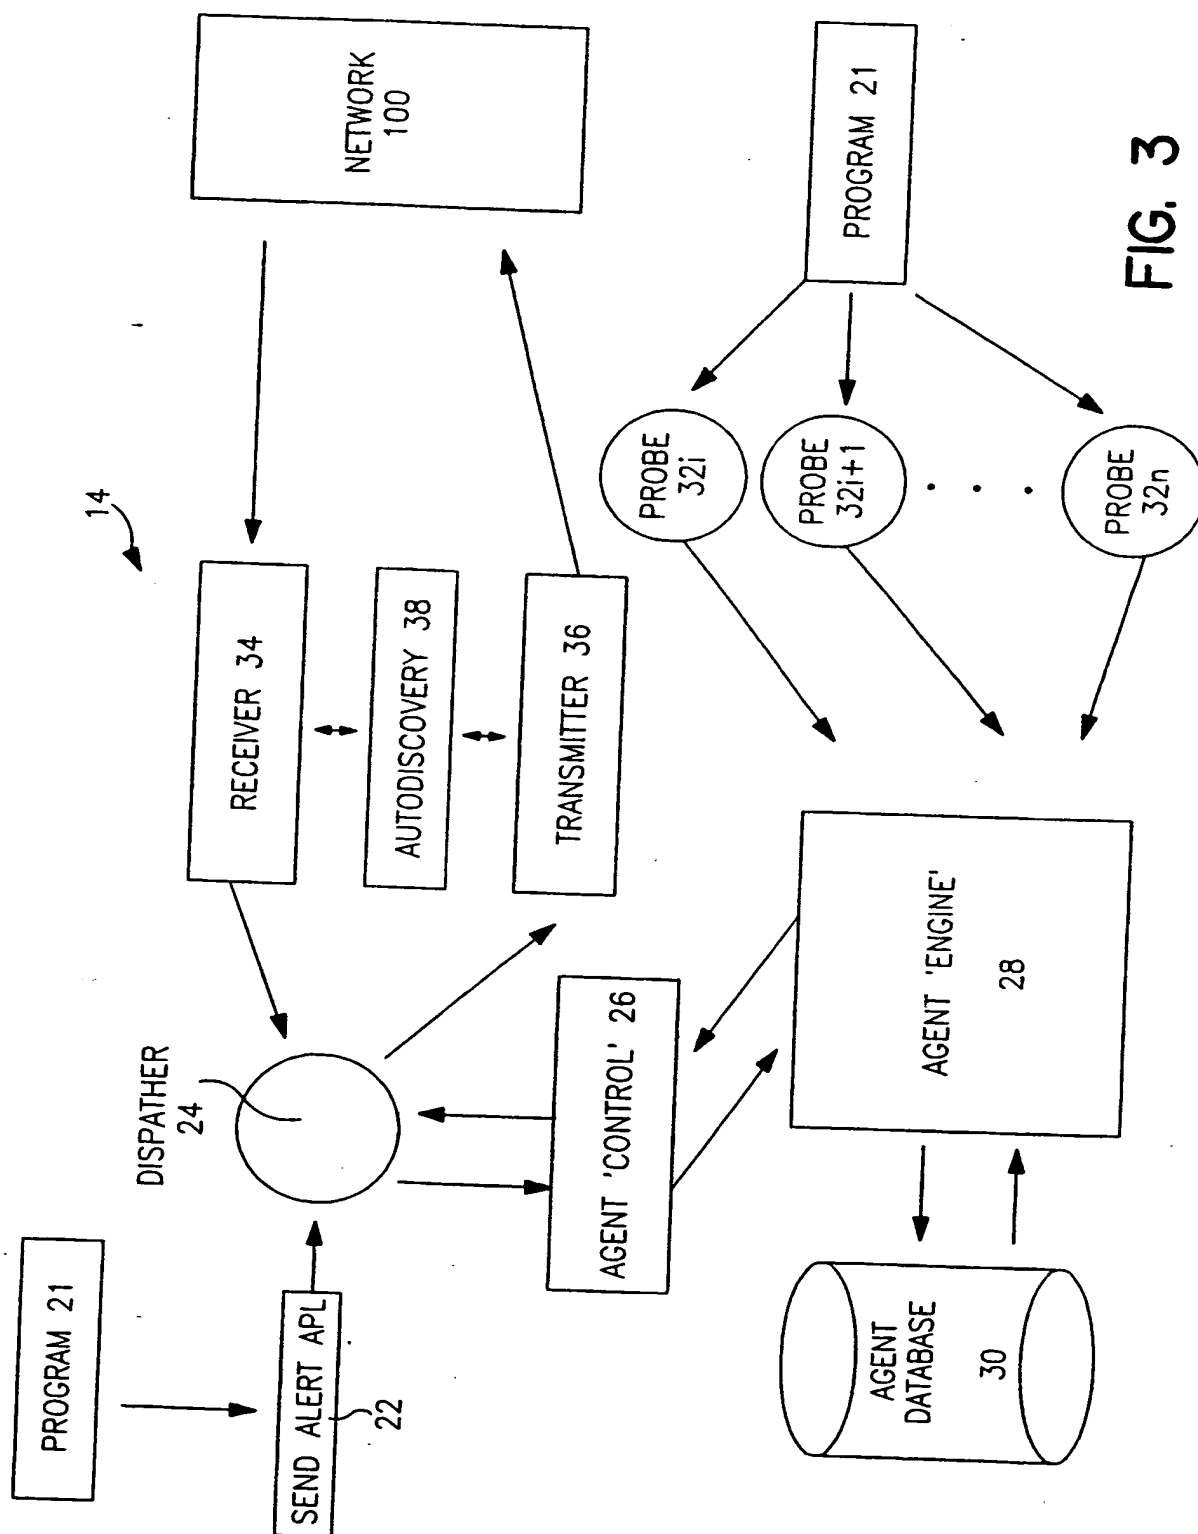 PROGRAM 21
SEND ALERT APL
22
DISPATHER
24
14
RECEIVER 34
AUTODISCOVERY 38
TRANSMITTER 36
NETWORK
100
AGENT 'CONTROL' 26
AGENT
DATABASE
30
AGENT 'ENGINE'
28
PROBE
32i
PROBE
32i+1
PROBE
32n
PROGRAM 21
FIG. 3